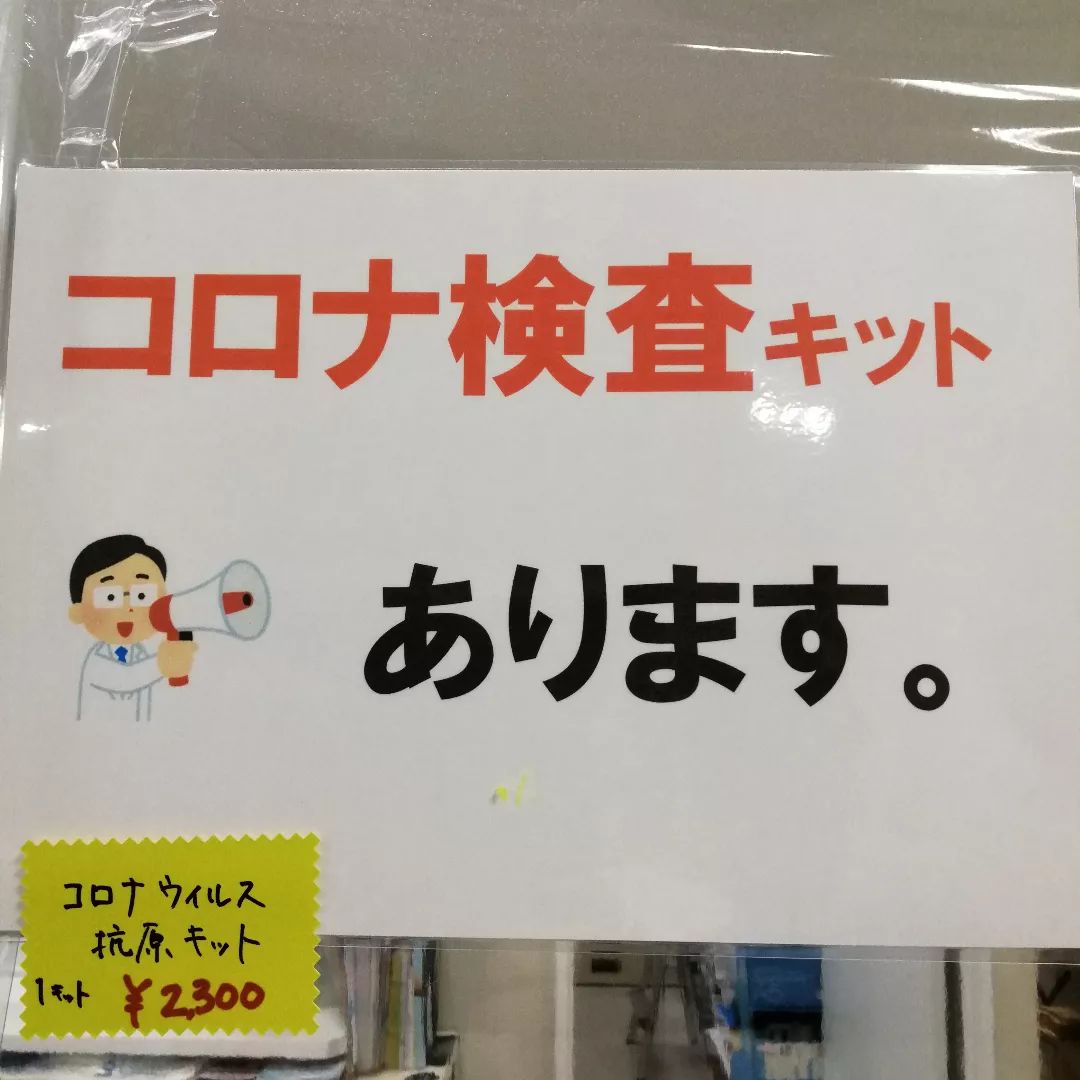 コロナ検査キット
あります。
コロナウィルス
抗原キット
1キット ¥2,300